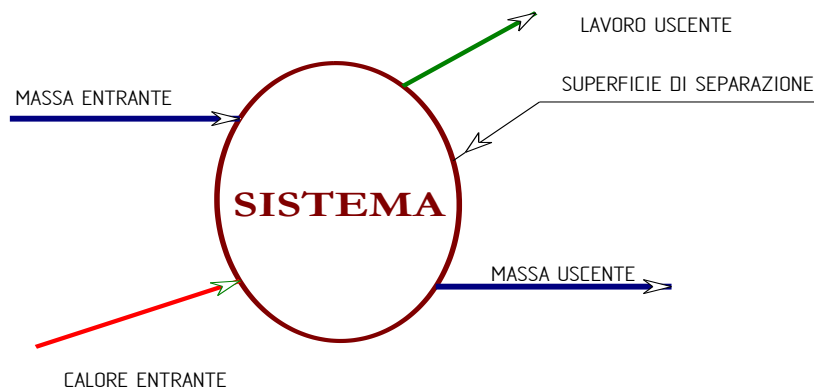 LAVORO USCENTE
SUPERFICIE DI SEPARAZIONE
MASSA ENTRANTE
SISTEMA
MASSA USCENTE
CALORE ENTRANTE